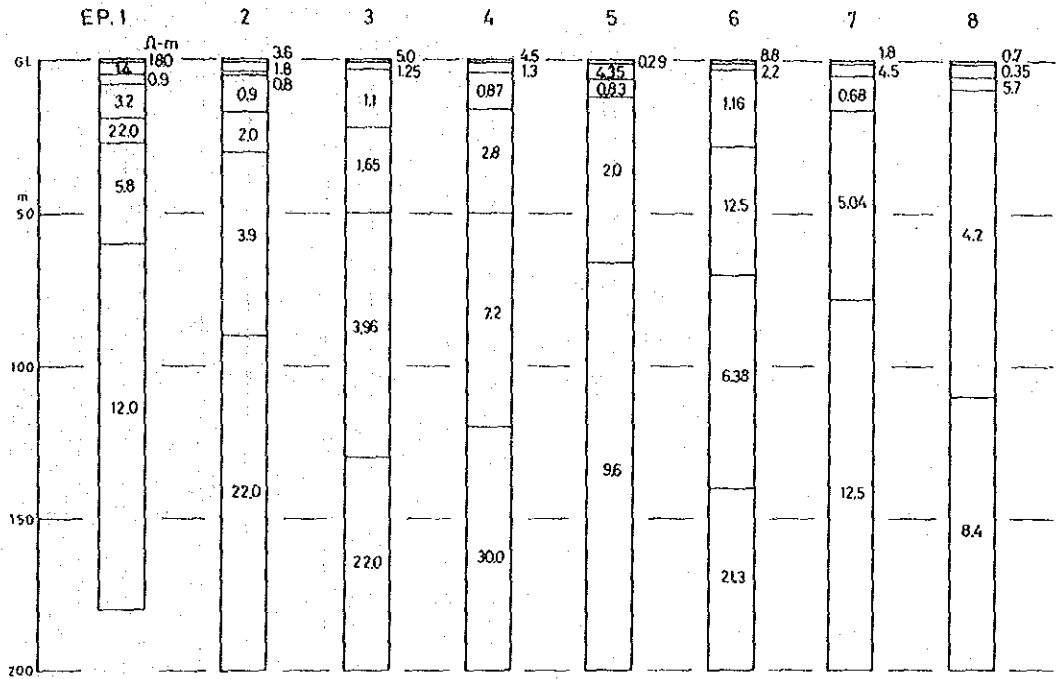 EP. 1 2 3 4 5 6 7 8
Ω-m
GL 180 3.6 5.0 4.5 0.29 8.8 1.8 0.7
1.4 1.8 1.25 1.3 4.35 2.2 4.5 0.35
0.9 0.8 0.87 0.83 0.68 5.7
3.2 0.9 1.1 1.16
22.0 2.0 1.65 2.8 2.0
5.8 3.9 12.5 5.04 4.2
m
50
3.96 7.2
100
12.0 6.38
22.0 9.6 12.5
150
22.0 30.0 21.3 8.4
200